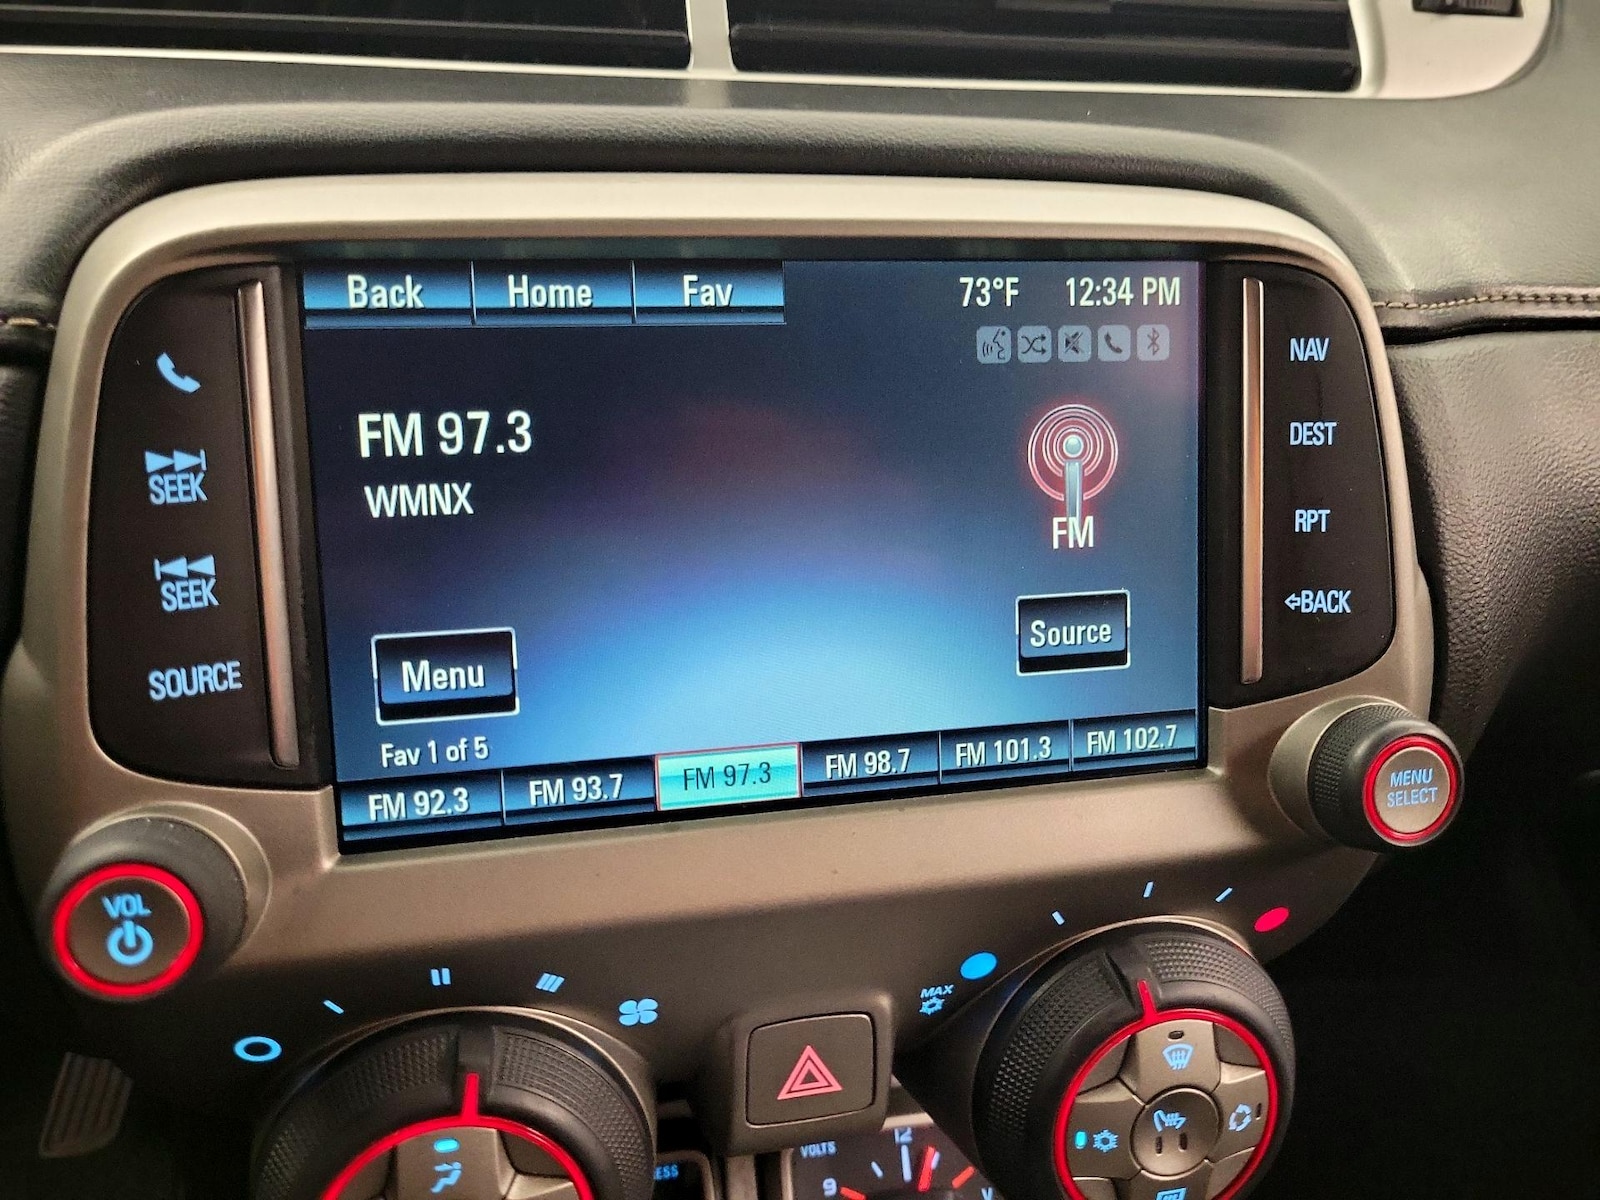 Back Home Fav 73°F 12:34 PM
FM 97.3
WMNX
FM
Menu
Source
Fav 1 of 5
FM 92.3 FM 93.7 FM 97.3 FM 98.7 FM 101.3 FM 102.7
SEEK
SEEK
SOURCE
NAV
DEST
RPT
BACK
MENU
SELECT
VOL
MAX
VOLTS
12
9